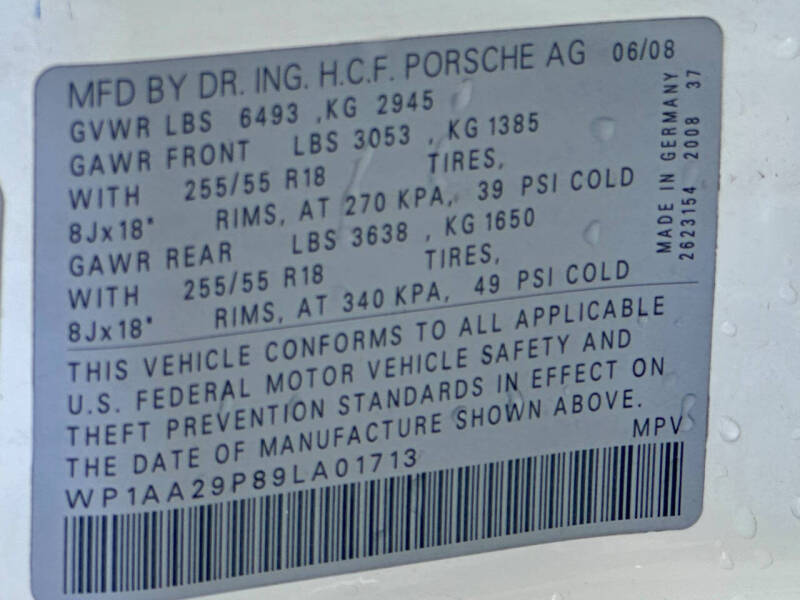 MFD BY DR. ING. H.C.F. PORSCHE AG 06/08
GVWR LBS 6493 ,KG 2945
GAWR FRONT LBS 3053 , KG 1385
WITH 255/55 R18 TIRES,
8Jx18" RIMS, AT 270 KPA, 39 PSI COLD
GAWR REAR LBS 3638 , KG 1650
WITH 255/55 R18 TIRES,
8Jx18" RIMS, AT 340 KPA, 49 PSI COLD
MADE IN GERMANY
2623154 2008 37
THIS VEHICLE CONFORMS TO ALL APPLICABLE
U.S. FEDERAL MOTOR VEHICLE SAFETY AND
THEFT PREVENTION STANDARDS IN EFFECT ON
THE DATE OF MANUFACTURE SHOWN ABOVE.
WP1AA29P89LA01713 MPV